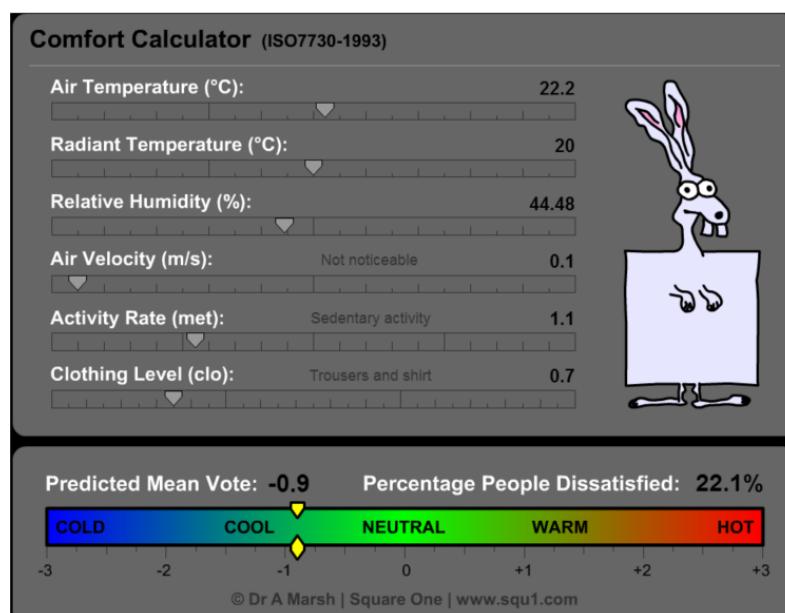 Comfort Calculator (ISO7730-1993)
Air Temperature (°C): 22.2
Radiant Temperature (°C): 20
Relative Humidity (%): 44.48
Air Velocity (m/s): Not noticeable 0.1
Activity Rate (met): Sedentary activity 1.1
Clothing Level (clo): Trousers and shirt 0.7
Predicted Mean Vote: -0.9 Percentage People Dissatisfied: 22.1%
COLD COOL NEUTRAL WARM HOT
-3 -2 -1 0 +1 +2 +3
© Dr A Marsh | Square One | www.squ1.com